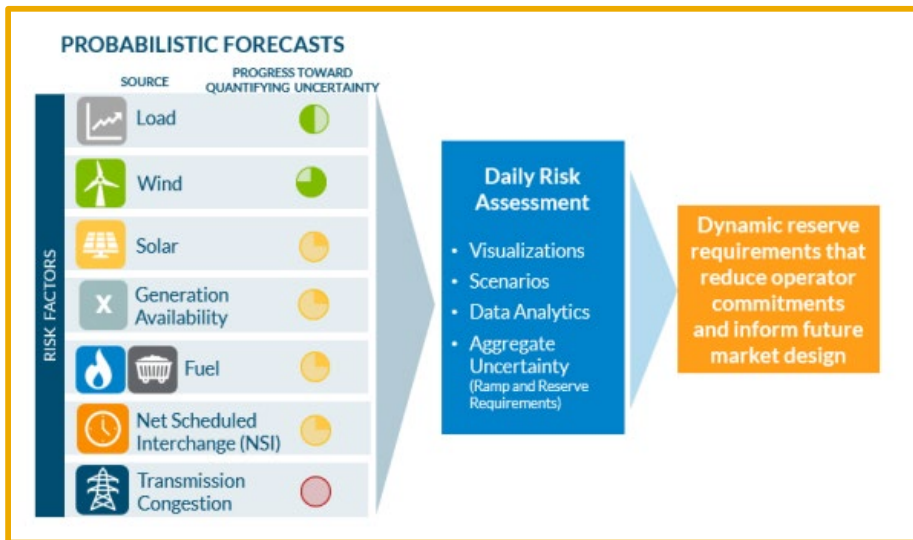 PROBABILISTIC FORECASTS
SOURCE
PROGRESS TOWARD
QUANTIFYING UNCERTAINTY
RISK FACTORS
Load
Wind
Solar
X
Generation
Availability
Fuel
Net Scheduled
Interchange (NSI)
Transmission
Congestion
Daily Risk
Assessment
• Visualizations
• Scenarios
• Data Analytics
• Aggregate
Uncertainty
(Ramp and Reserve
Requirements)
Dynamic reserve
requirements that
reduce operator
commitments
and inform future
market design